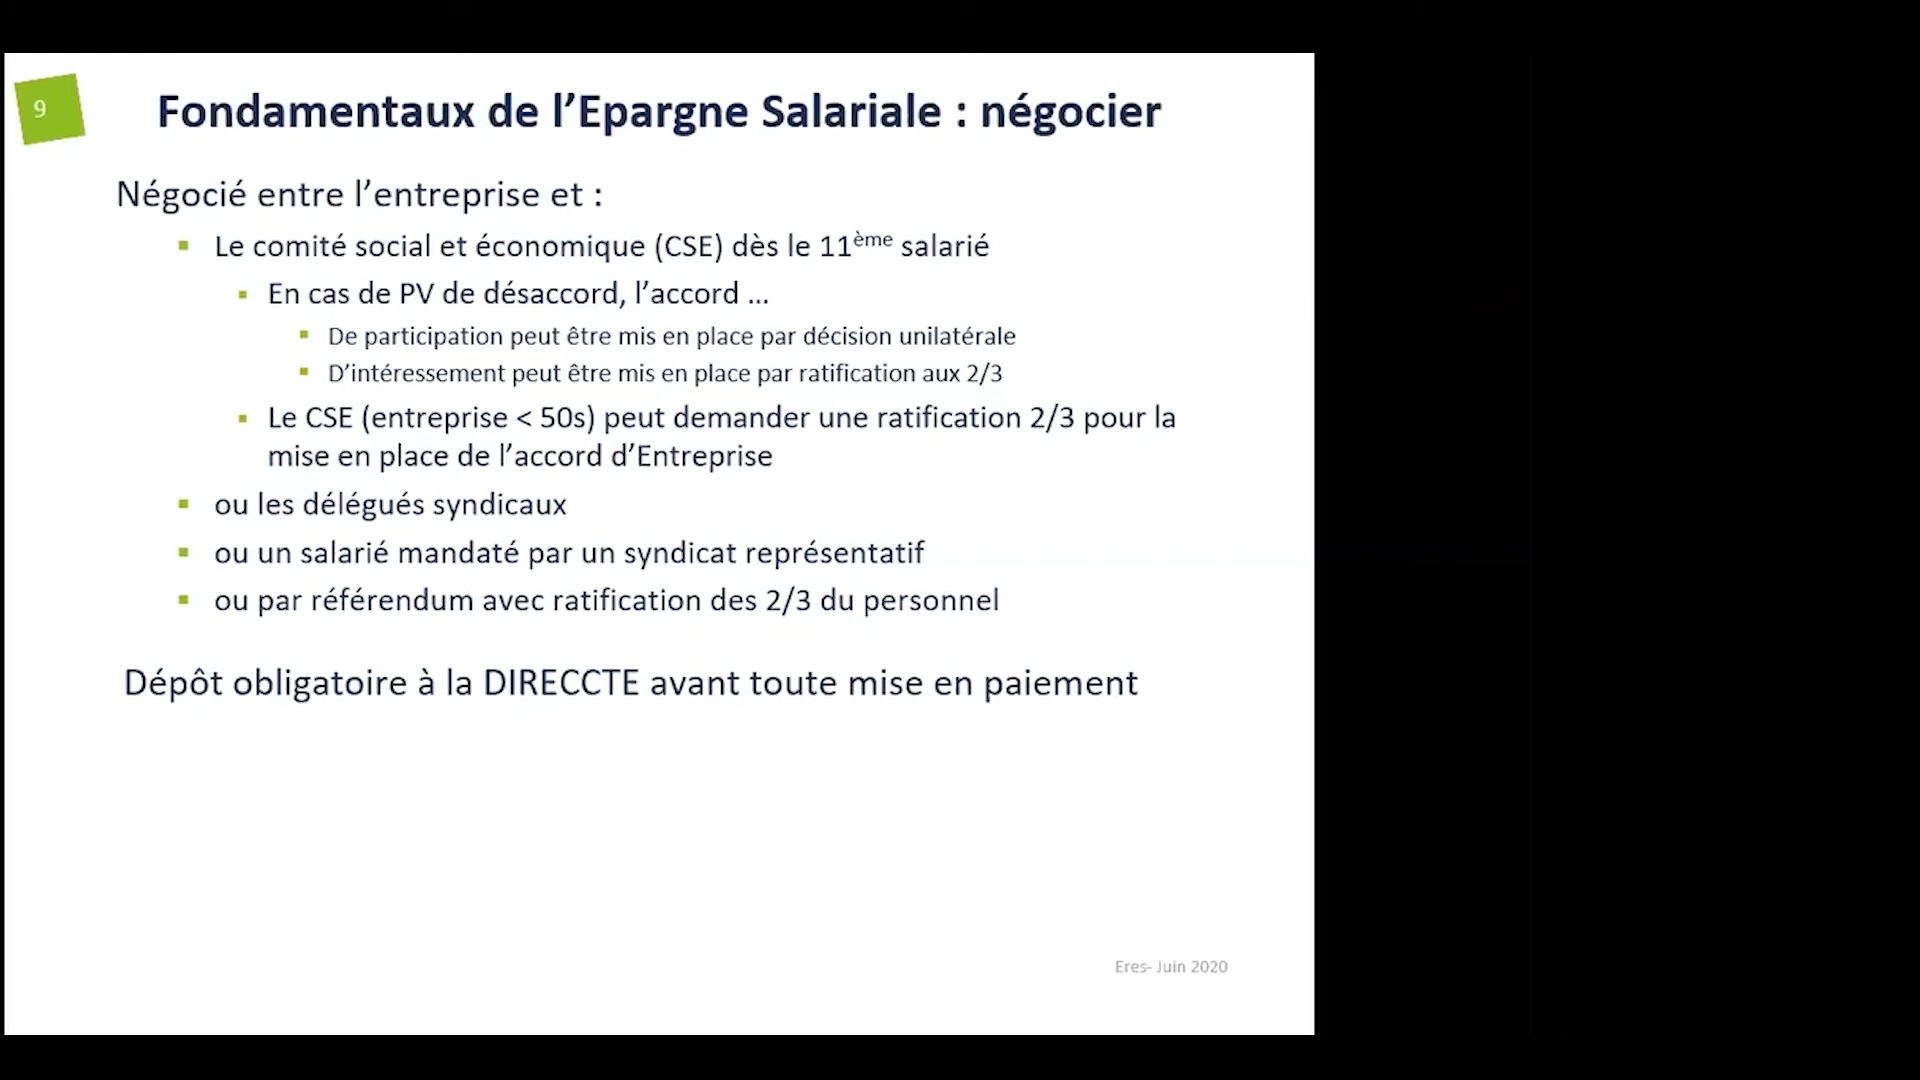 9
Fondamentaux de l’Epargne Salariale : négocier
Négocié entre l’entreprise et :
Le comité social et économique (CSE) dès le 11ème salarié
En cas de PV de désaccord, l’accord ...
De participation peut être mis en place par décision unilatérale
D’intéressement peut être mis en place par ratification aux 2/3
Le CSE (entreprise < 50s) peut demander une ratification 2/3 pour la
mise en place de l’accord d’Entreprise
ou les délégués syndicaux
ou un salarié mandaté par un syndicat représentatif
ou par référendum avec ratification des 2/3 du personnel
Dépôt obligatoire à la DIRECCTE avant toute mise en paiement
Eres- Juin 2020